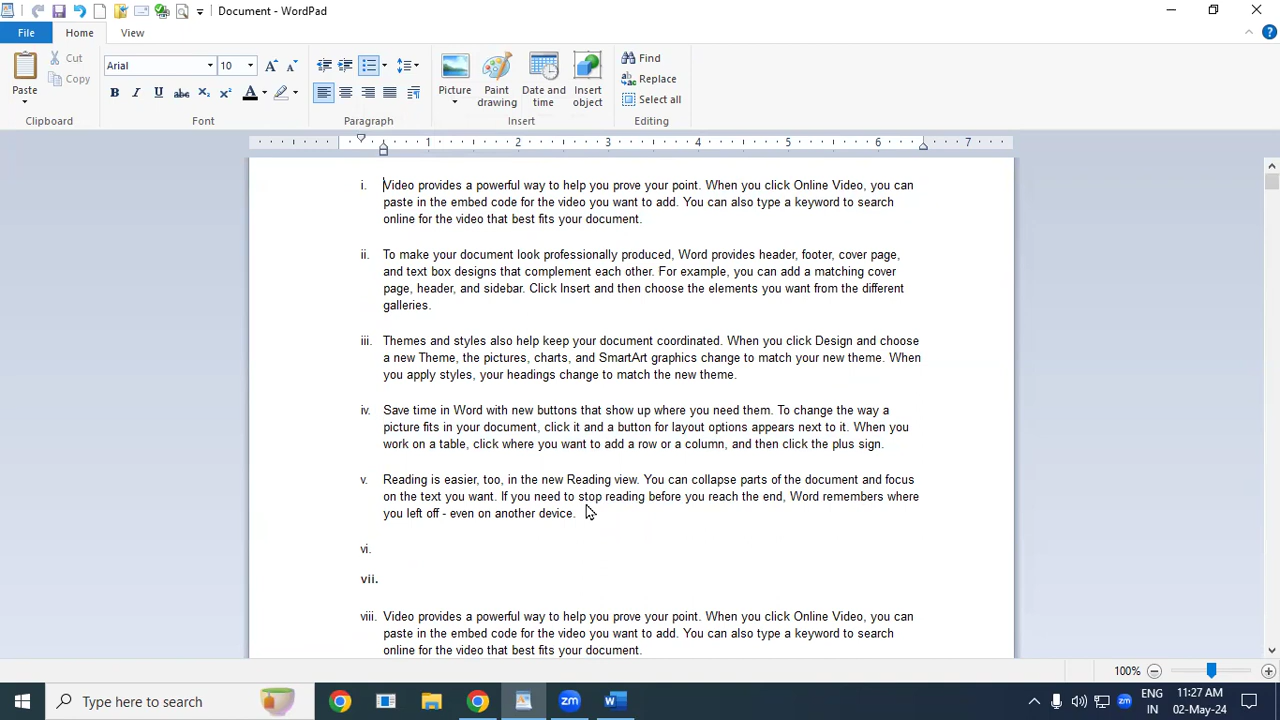 Document - WordPad
File
Home
View
Paste
Cut
Copy
Clipboard
Arial
10
Font
Paragraph
Picture
Paint drawing
Date and time
Insert object
Insert
Find
Replace
Select all
Editing
1 2 3 4 5 6 7
i. Video provides a powerful way to help you prove your point. When you click Online Video, you can
paste in the embed code for the video you want to add. You can also type a keyword to search
online for the video that best fits your document.
ii. To make your document look professionally produced, Word provides header, footer, cover page,
and text box designs that complement each other. For example, you can add a matching cover
page, header, and sidebar. Click Insert and then choose the elements you want from the different
galleries.
iii. Themes and styles also help keep your document coordinated. When you click Design and choose
a new Theme, the pictures, charts, and SmartArt graphics change to match your new theme. When
you apply styles, your headings change to match the new theme.
iv. Save time in Word with new buttons that show up where you need them. To change the way a
picture fits in your document, click it and a button for layout options appears next to it. When you
work on a table, click where you want to add a row or a column, and then click the plus sign.
v. Reading is easier, too, in the new Reading view. You can collapse parts of the document and focus
on the text you want. If you need to stop reading before you reach the end, Word remembers where
you left off - even on another device.
vi.
vii.
viii. Video provides a powerful way to help you prove your point. When you click Online Video, you can
paste in the embed code for the video you want to add. You can also type a keyword to search
online for the video that best fits your document.
100%
Type here to search
zm
zm
ENG
IN
11:27 AM
02-May-24